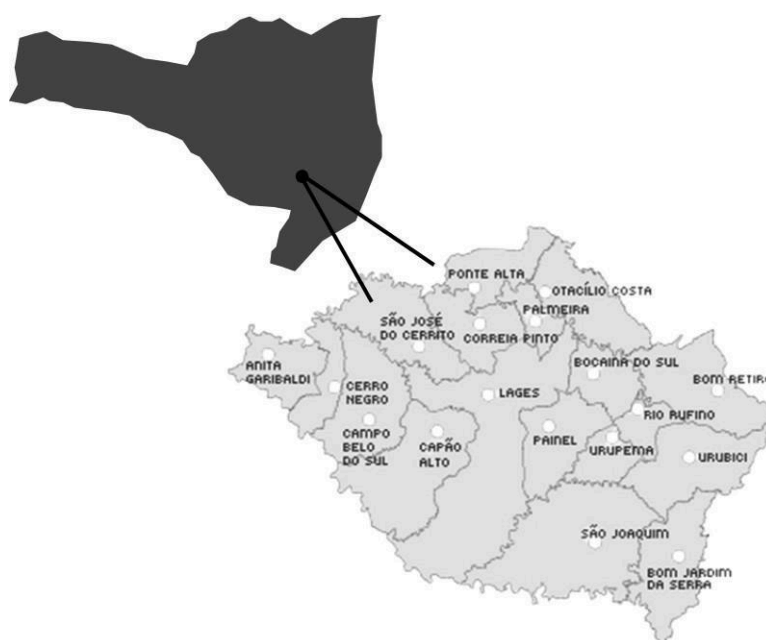 PONTE ALTA
OTACÍLIO COSTA
PALMEIRA
SÃO JOSÉ
DO CERRITO
CORREIA PINTO
ANITA
GARIBALDI
BOCAINA DO SUL
BOM RETIRO
CERRO
NEGRO
LAGES
RIO RUFINO
CAMPO
BELO
DO SUL
CAPÃO
ALTO
PAINEL
URUPEMA
URUBICI
SÃO JOAQUIM
BOM JARDIM
DA SERRA